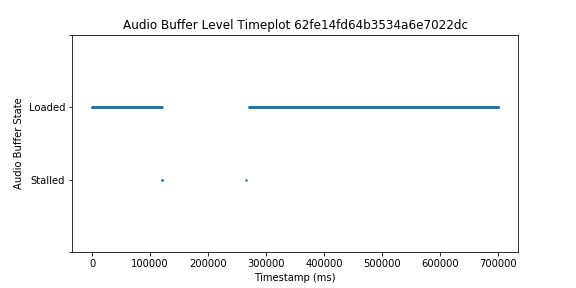 Audio Buffer Level Timeplot 62fe14fd64b3534a6e7022dc
Audio Buffer State
Loaded
Stalled
0 100000 200000 300000 400000 500000 600000 700000
Timestamp (ms)